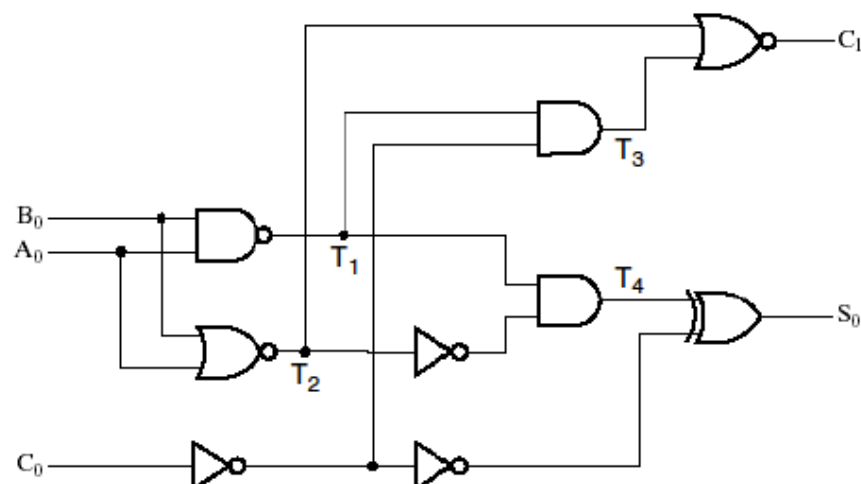 C₁
T₃
B₀
A₀
T₁
T₄
S₀
T₂
C₀